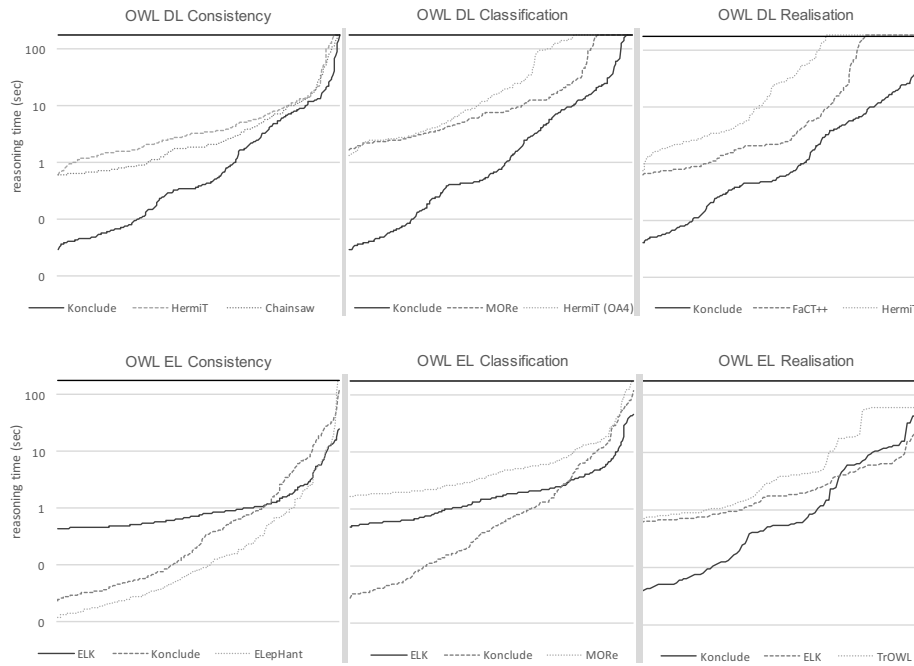 OWL DL Consistency OWL DL Classification OWL DL Realisation
reasoning time (sec)
100
10
1
0
0
Konclude HermiT Chainsaw
Konclude MORe HermiT (OA4)
Konclude FaCT++ HermiT
OWL EL Consistency OWL EL Classification OWL EL Realisation
reasoning time (sec)
100
10
1
0
0
ELK Konclude ELepHant
ELK Konclude MORe
Konclude ELK TrOWL